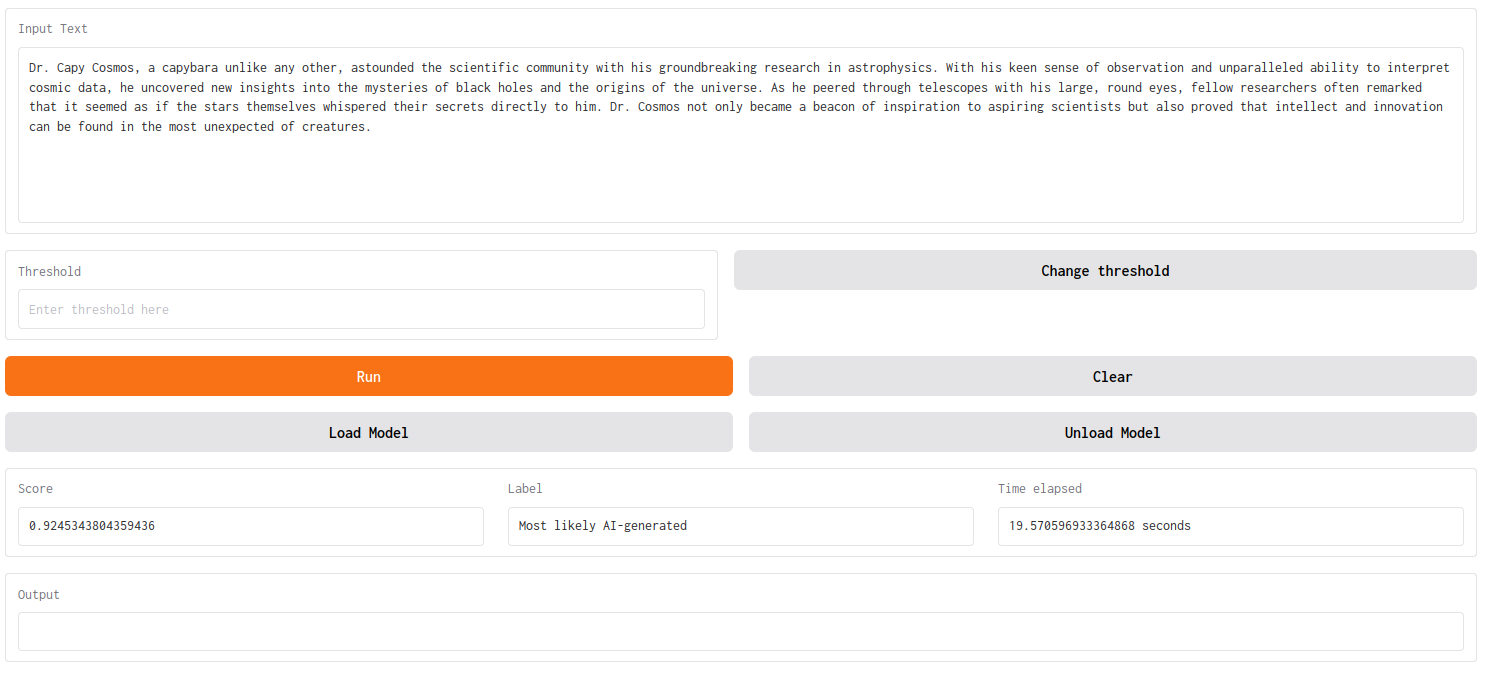 Input Text
Dr. Capy Cosmos, a capybara unlike any other, astounded the scientific community with his groundbreaking research in astrophysics. With his keen sense of observation and unparalleled ability to interpret
cosmic data, he uncovered new insights into the mysteries of black holes and the origins of the universe. As he peered through telescopes with his large, round eyes, fellow researchers often remarked
that it seemed as if the stars themselves whispered their secrets directly to him. Dr. Cosmos not only became a beacon of inspiration to aspiring scientists but also proved that intellect and innovation
can be found in the most unexpected of creatures.
Threshold
Change threshold
Enter threshold here
Run
Clear
Load Model
Unload Model
Score
Label
Time elapsed
0.9245343804359436
Most likely AI-generated
19.570596933364868 seconds
Output